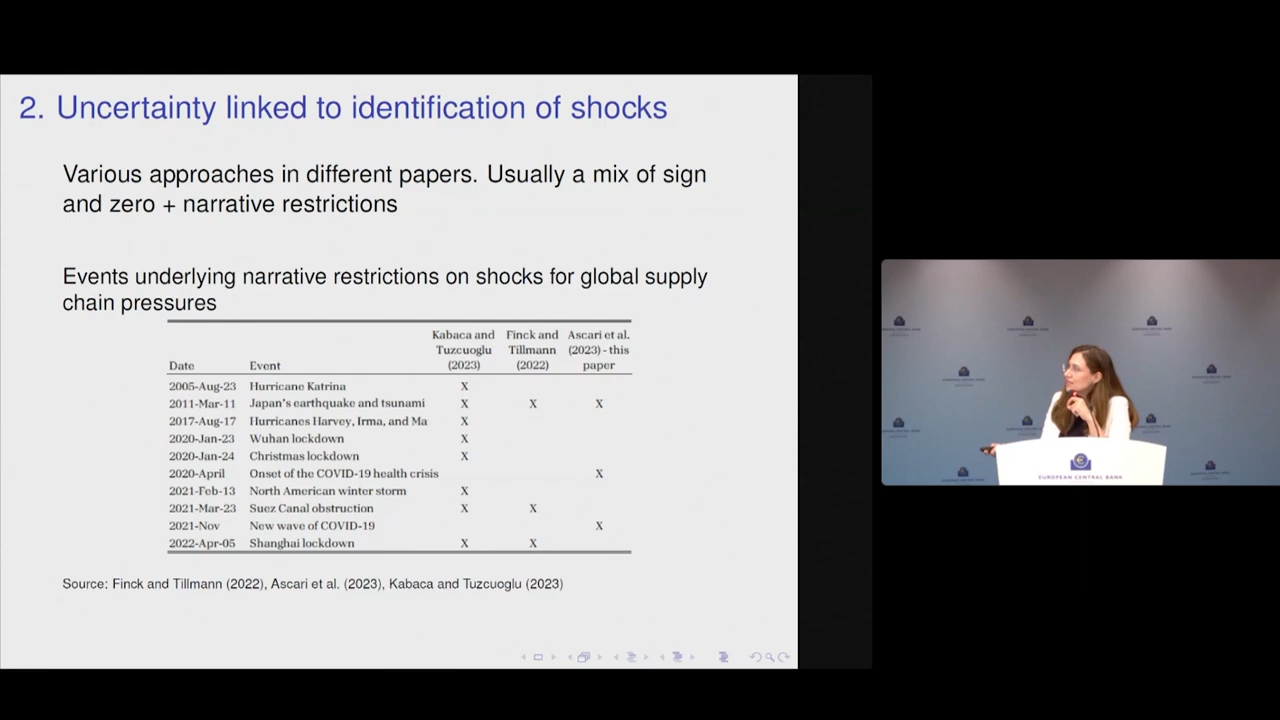 2. Uncertainty linked to identification of shocks
Various approaches in different papers. Usually a mix of sign
and zero + narrative restrictions
Events underlying narrative restrictions on shocks for global supply
chain pressures
Kabaca and Finck and Ascari et al.
Tuzcuoglu Tillmann (2023) - this
Date Event (2023) (2022) paper
2005-Aug-23 Hurricane Katrina X
2011-Mar-11 Japan's earthquake and tsunami X X X
2017-Aug-17 Hurricanes Harvey, Irma, and Ma X
2020-Jan-23 Wuhan lockdown X
2020-Jan-24 Christmas lockdown X
2020-April Onset of the COVID-19 health crisis X
2021-Feb-13 North American winter storm X
2021-Mar-23 Suez Canal obstruction X X
2021-Nov New wave of COVID-19 X
2022-Apr-05 Shanghai lockdown X X
Source: Finck and Tillmann (2022), Ascari et al. (2023), Kabaca and Tuzcuoglu (2023)
EUROPEAN CENTRAL BANK